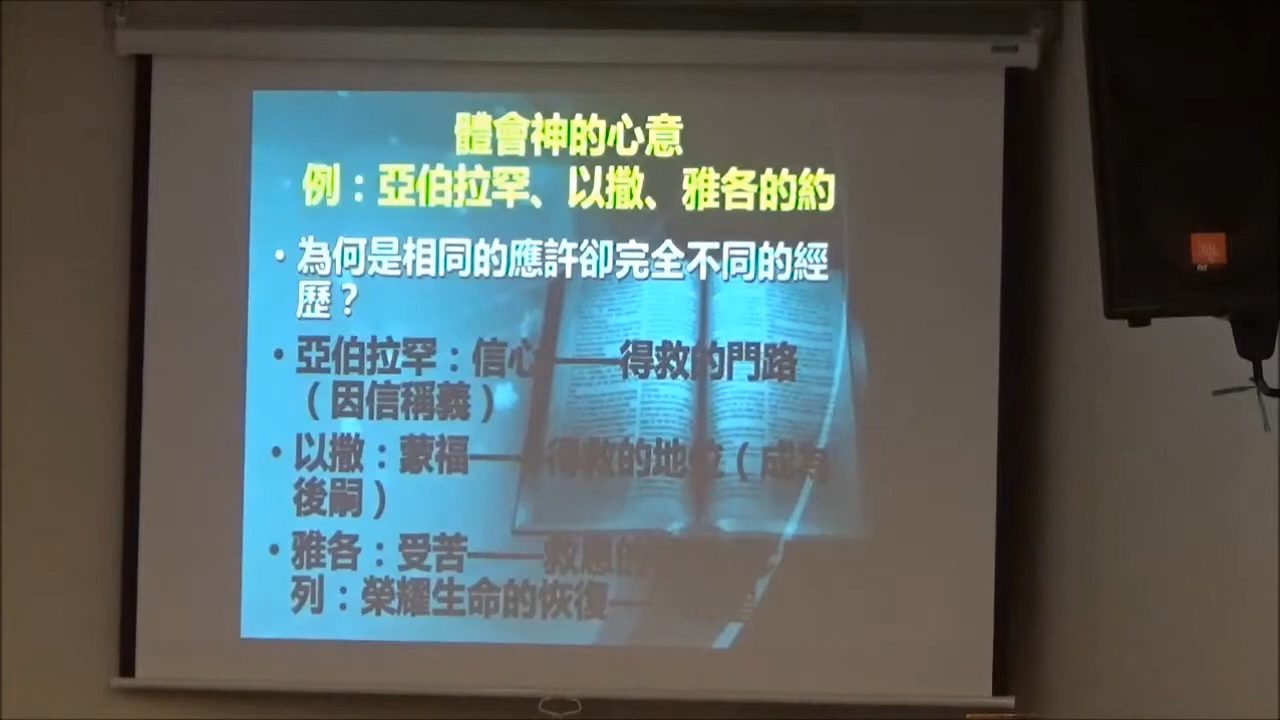 體會神的心意
例：亞伯拉罕、以撒、雅各的約
• 為何是相同的應許卻完全不同的經
歷？
• 亞伯拉罕：信心——得救的門路
（因信稱義）
• 以撒：蒙福——得救的地
後嗣）
• 雅各：受苦——救恩的
列：榮耀生命的恢復—
JBL